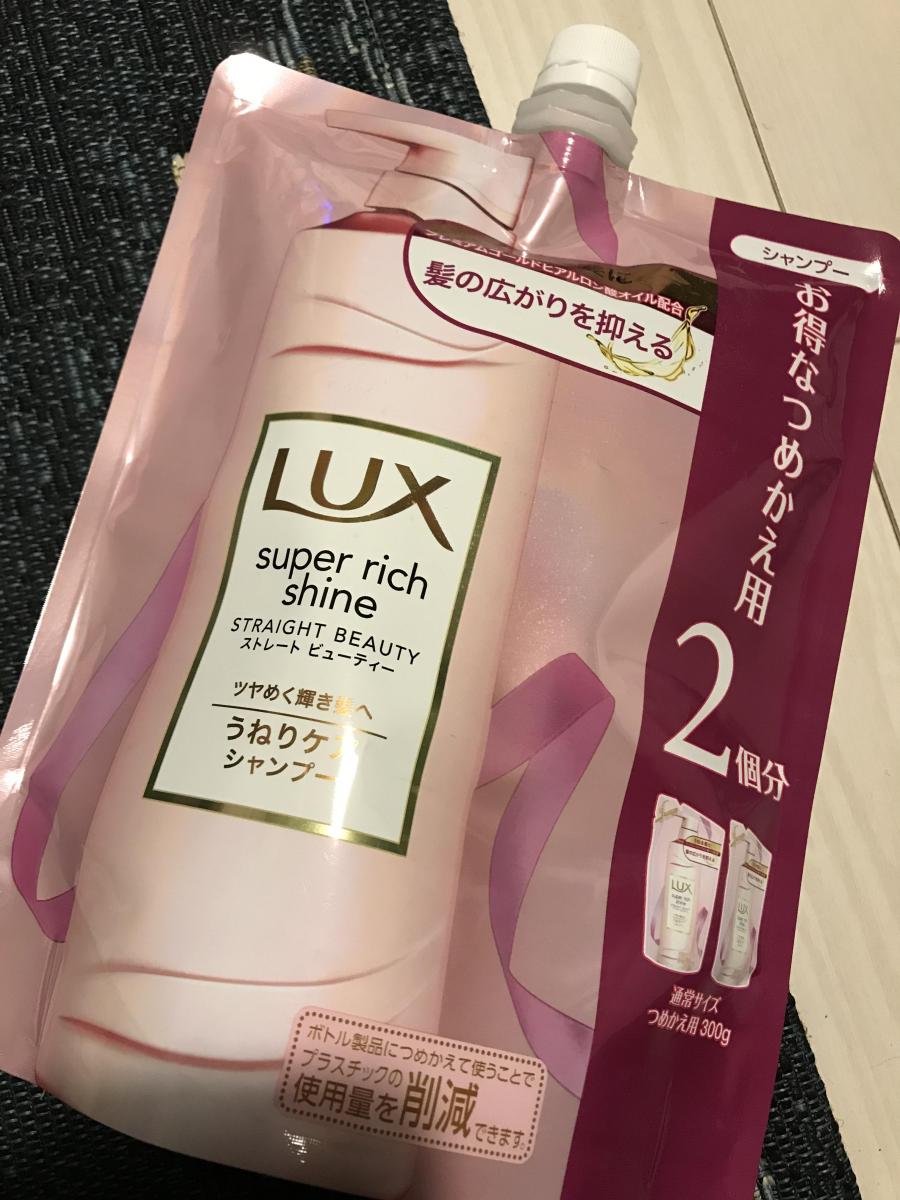 シャンプー
お得なつめかえ用
2個分
プレミアムゴールドヒアルロン酸オイル配合
髪の広がりを抑える
LUX
super rich
shine
STRAIGHT BEAUTY
ストレート ビューティー
ツヤめく輝き髪へ
うねりケア
シャンプー
LUX
super rich
shine
LUX
通常サイズ
つめかえ用 300g
ボトル製品につめかえて使うことで
プラスチックの
使用量を削減できます。